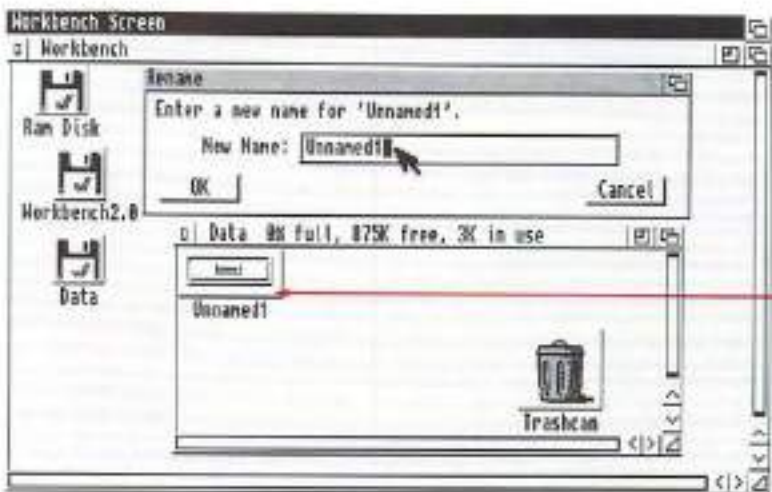 Workbench Screen
Workbench
Rename
Ram Disk
Enter a new name for 'Unnamed1'.
New Name: Unnamed1
OK
Cancel
Workbench2.0
Data 0% full, 875K free, 3K in use
Data
Unnamed1
Trashcan